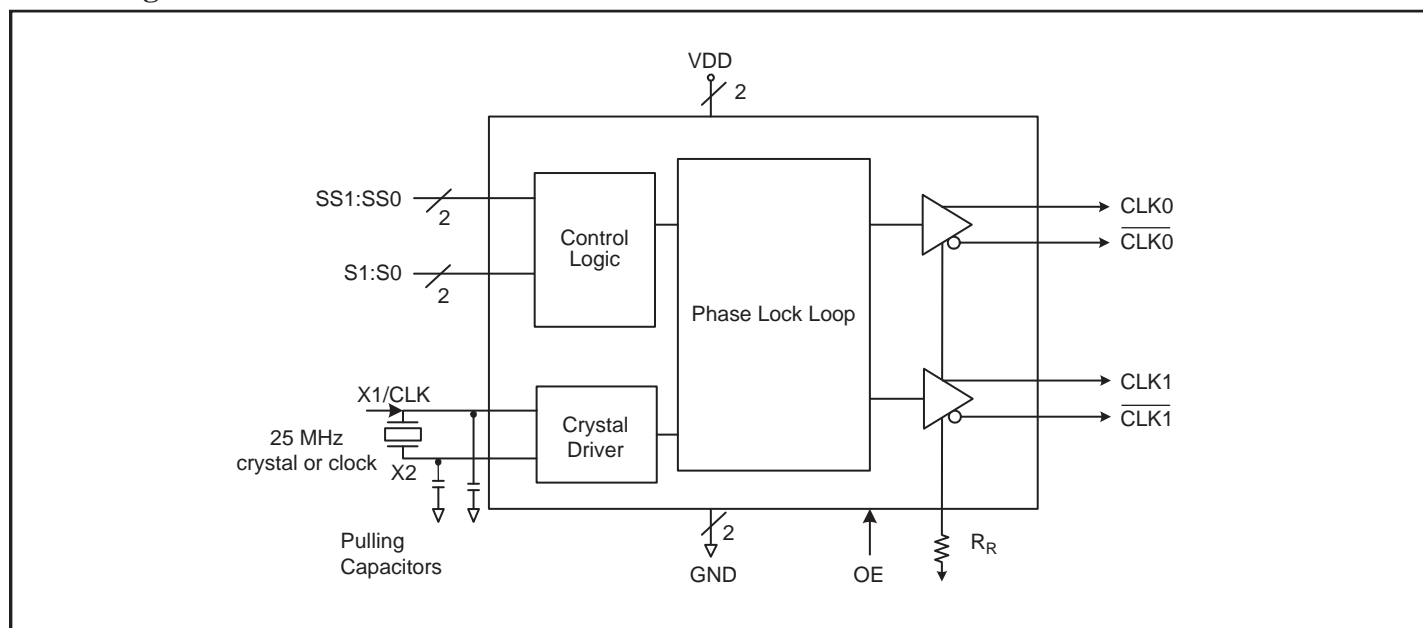 VDD
2
SS1:SS0
2
S1:S0
2
Control
Logic
Phase Lock Loop
CLK0
CLK0
CLK1
CLK1
X1/CLK
25 MHz
crystal or clock
X2
Crystal
Driver
Pulling
Capacitors
2
GND
OE
RR